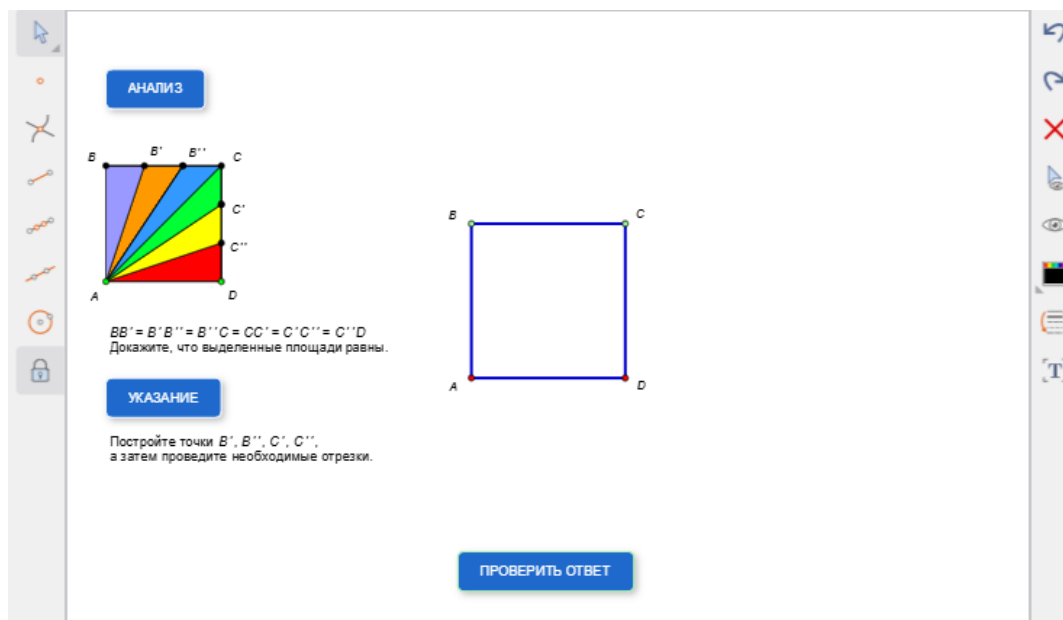 АНАЛИЗ
B B' B'' C
C'
C''
A D
BB' = B'B'' = B''C = CC' = C'C'' = C''D
Докажите, что выделенные площади равны.
УКАЗАНИЕ
Постройте точки B', B'', C', C'',
а затем проведите необходимые отрезки.
B C
A D
ПРОВЕРИТЬ ОТВЕТ
T